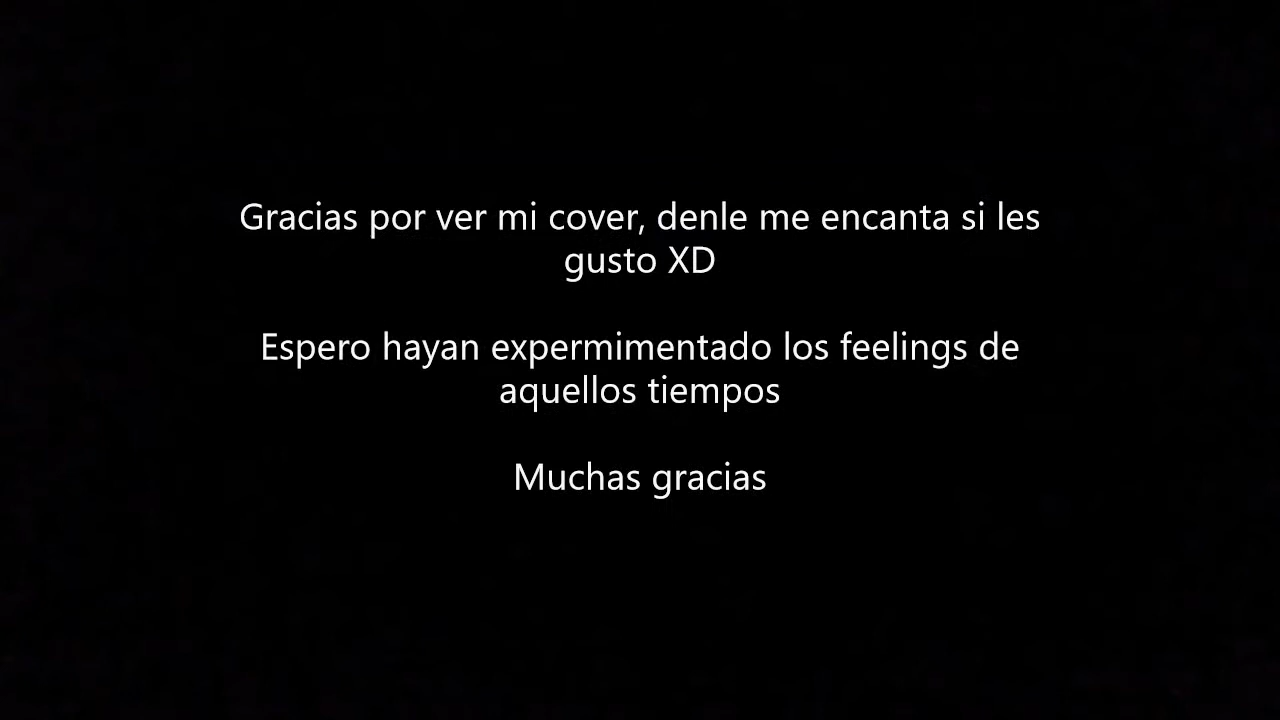 Gracias por ver mi cover, denle me encanta si les
gusto XD
Espero hayan expermimentado los feelings de
aquellos tiempos
Muchas gracias